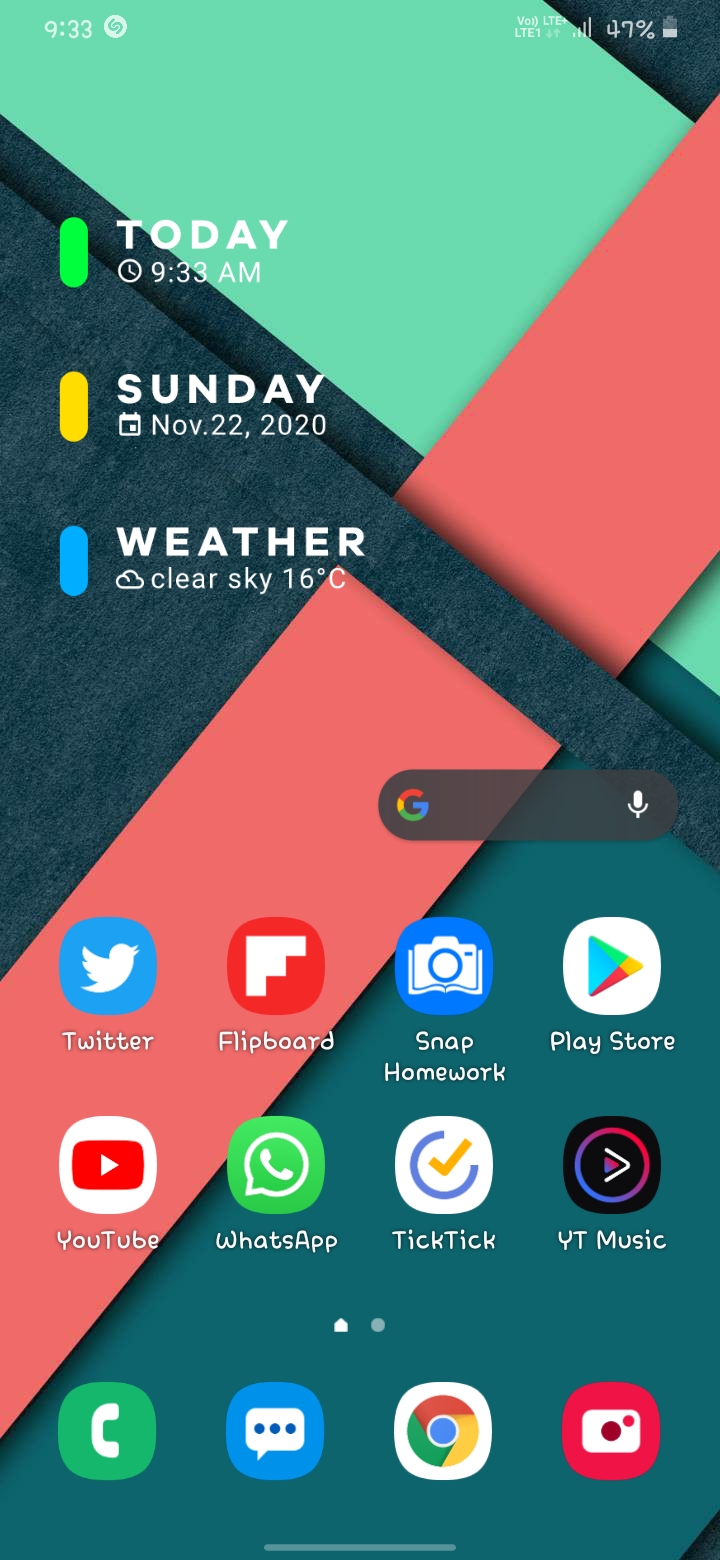 9:33
Vo)) LTE+
LTE1
47%
TODAY
9:33 AM
SUNDAY
Nov.22, 2020
WEATHER
clear sky 16°C
Twitter
Flipboard
Snap Homework
Play Store
YouTube
WhatsApp
TickTick
YT Music